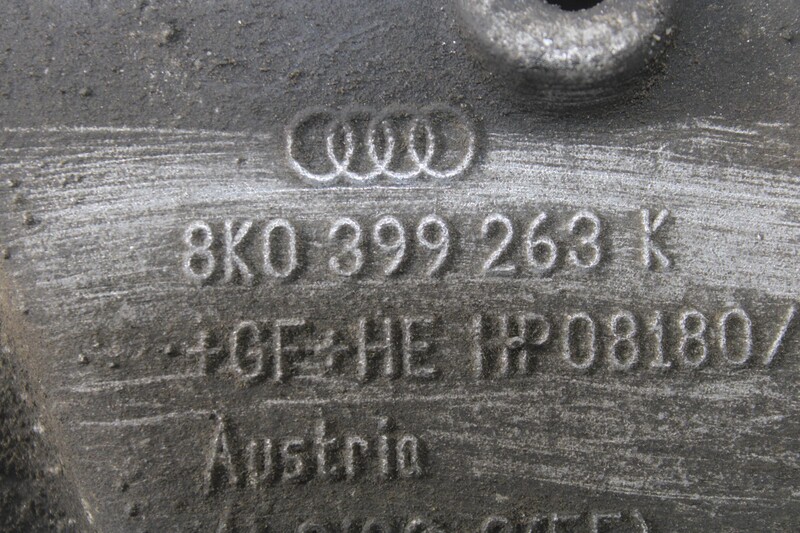 8K0 399 263 K
+GF+HE HP08180/
Austria